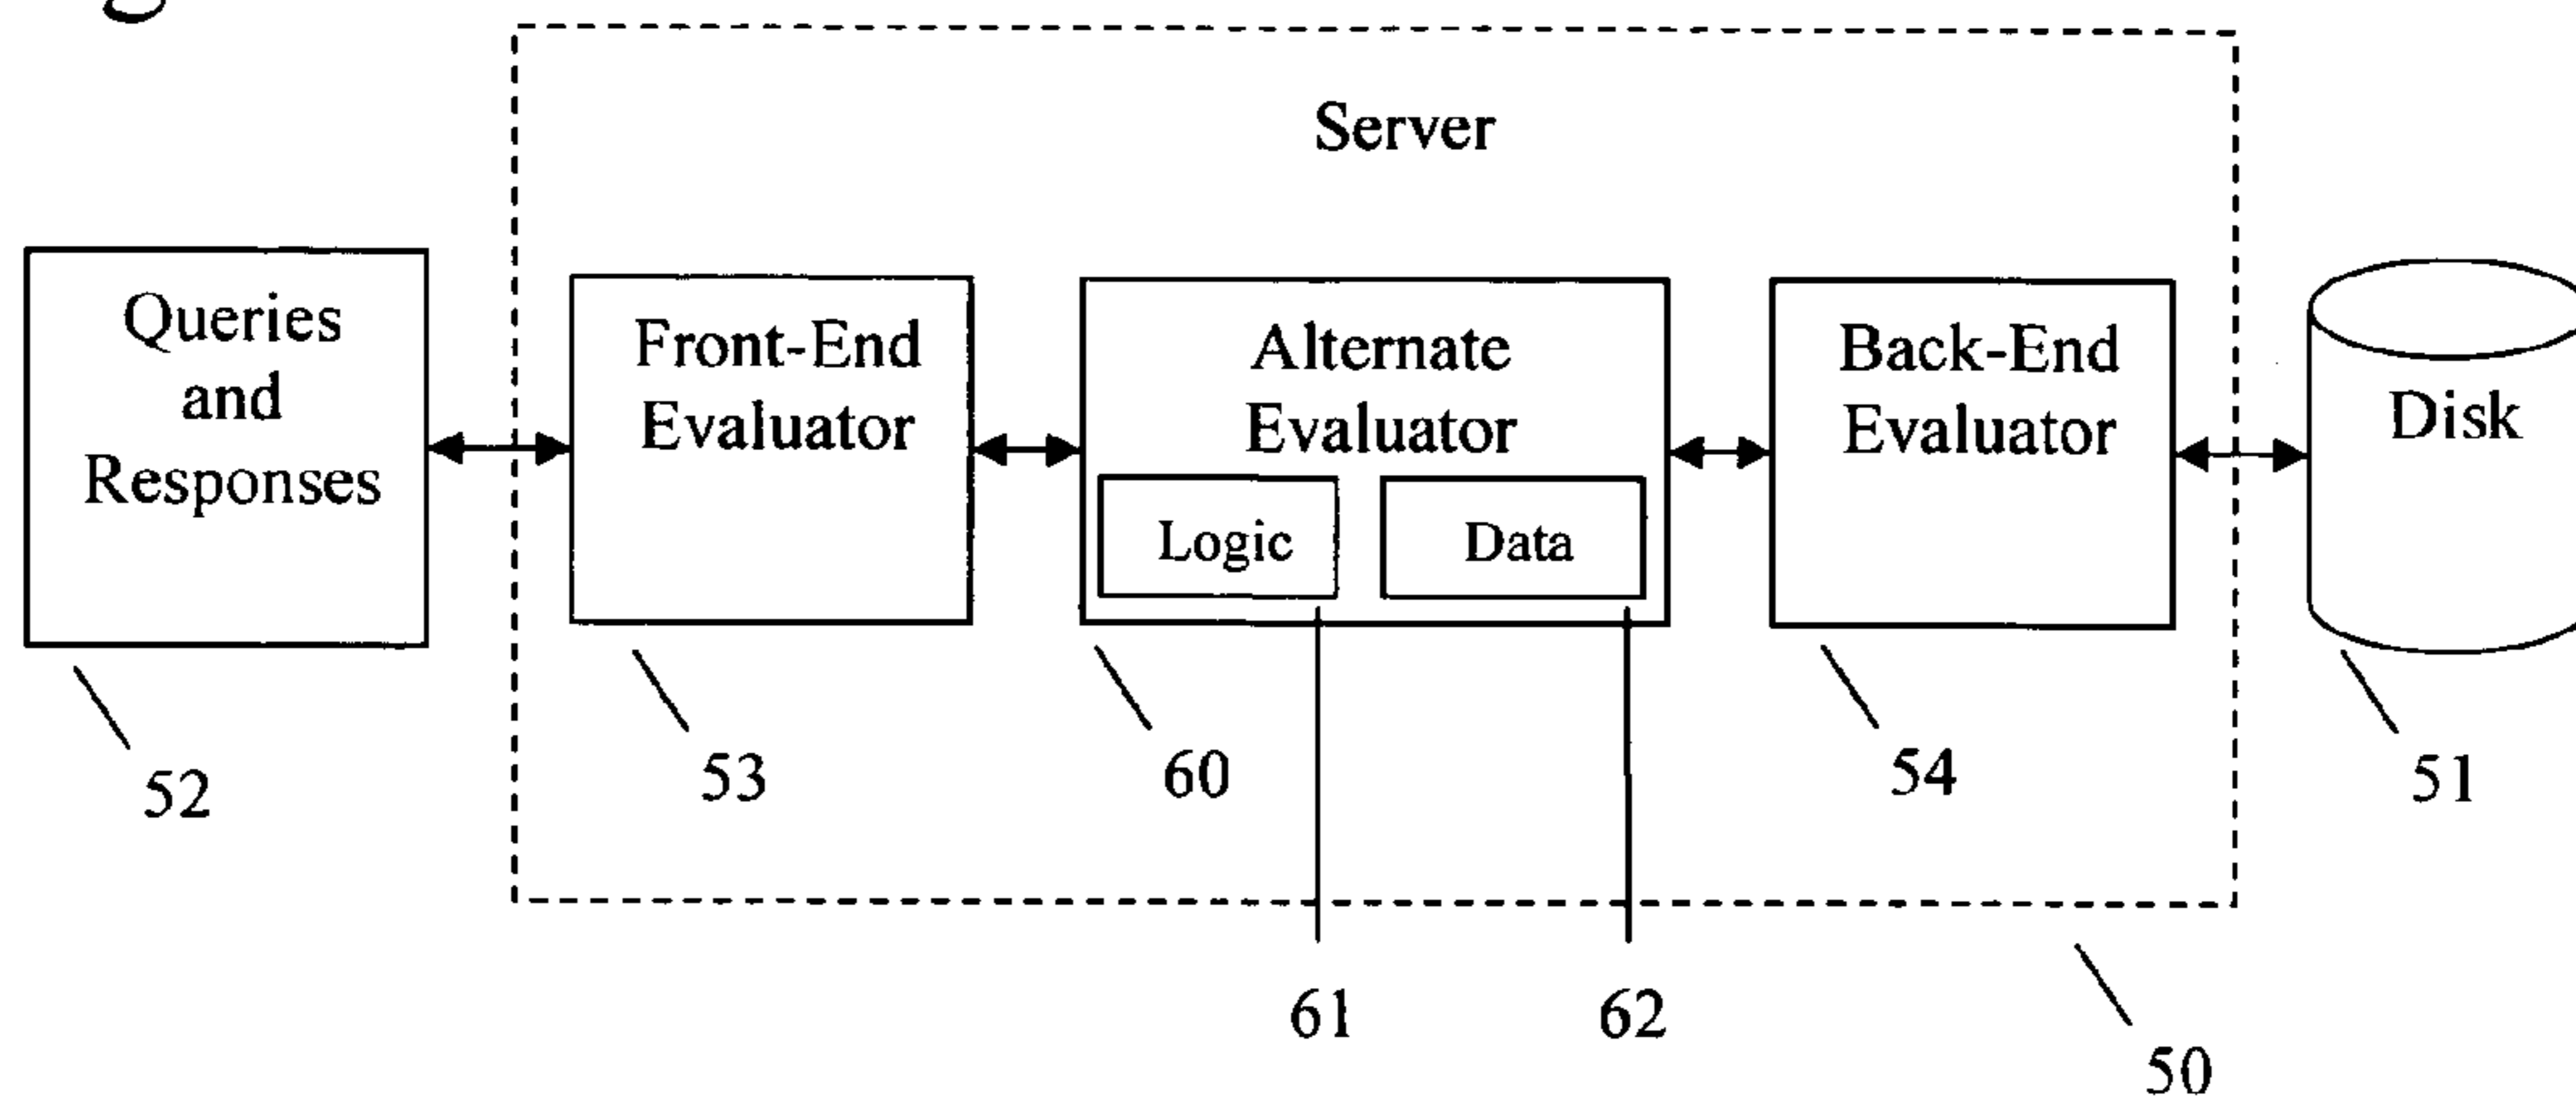 Server
Queries
and
Responses
Front-End
Evaluator
Alternate
Evaluator
Logic
Data
Back-End
Evaluator
Disk
52
53
60
54
51
61
62
50